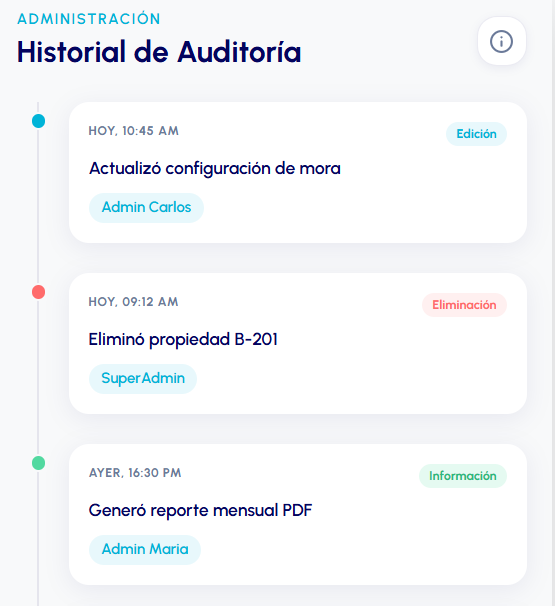 ADMINISTRACIÓN
Historial de Auditoría
HOY, 10:45 AM
Edición
Actualizó configuración de mora
Admin Carlos
HOY, 09:12 AM
Eliminación
Eliminó propiedad B-201
SuperAdmin
AYER, 16:30 PM
Información
Generó reporte mensual PDF
Admin Maria